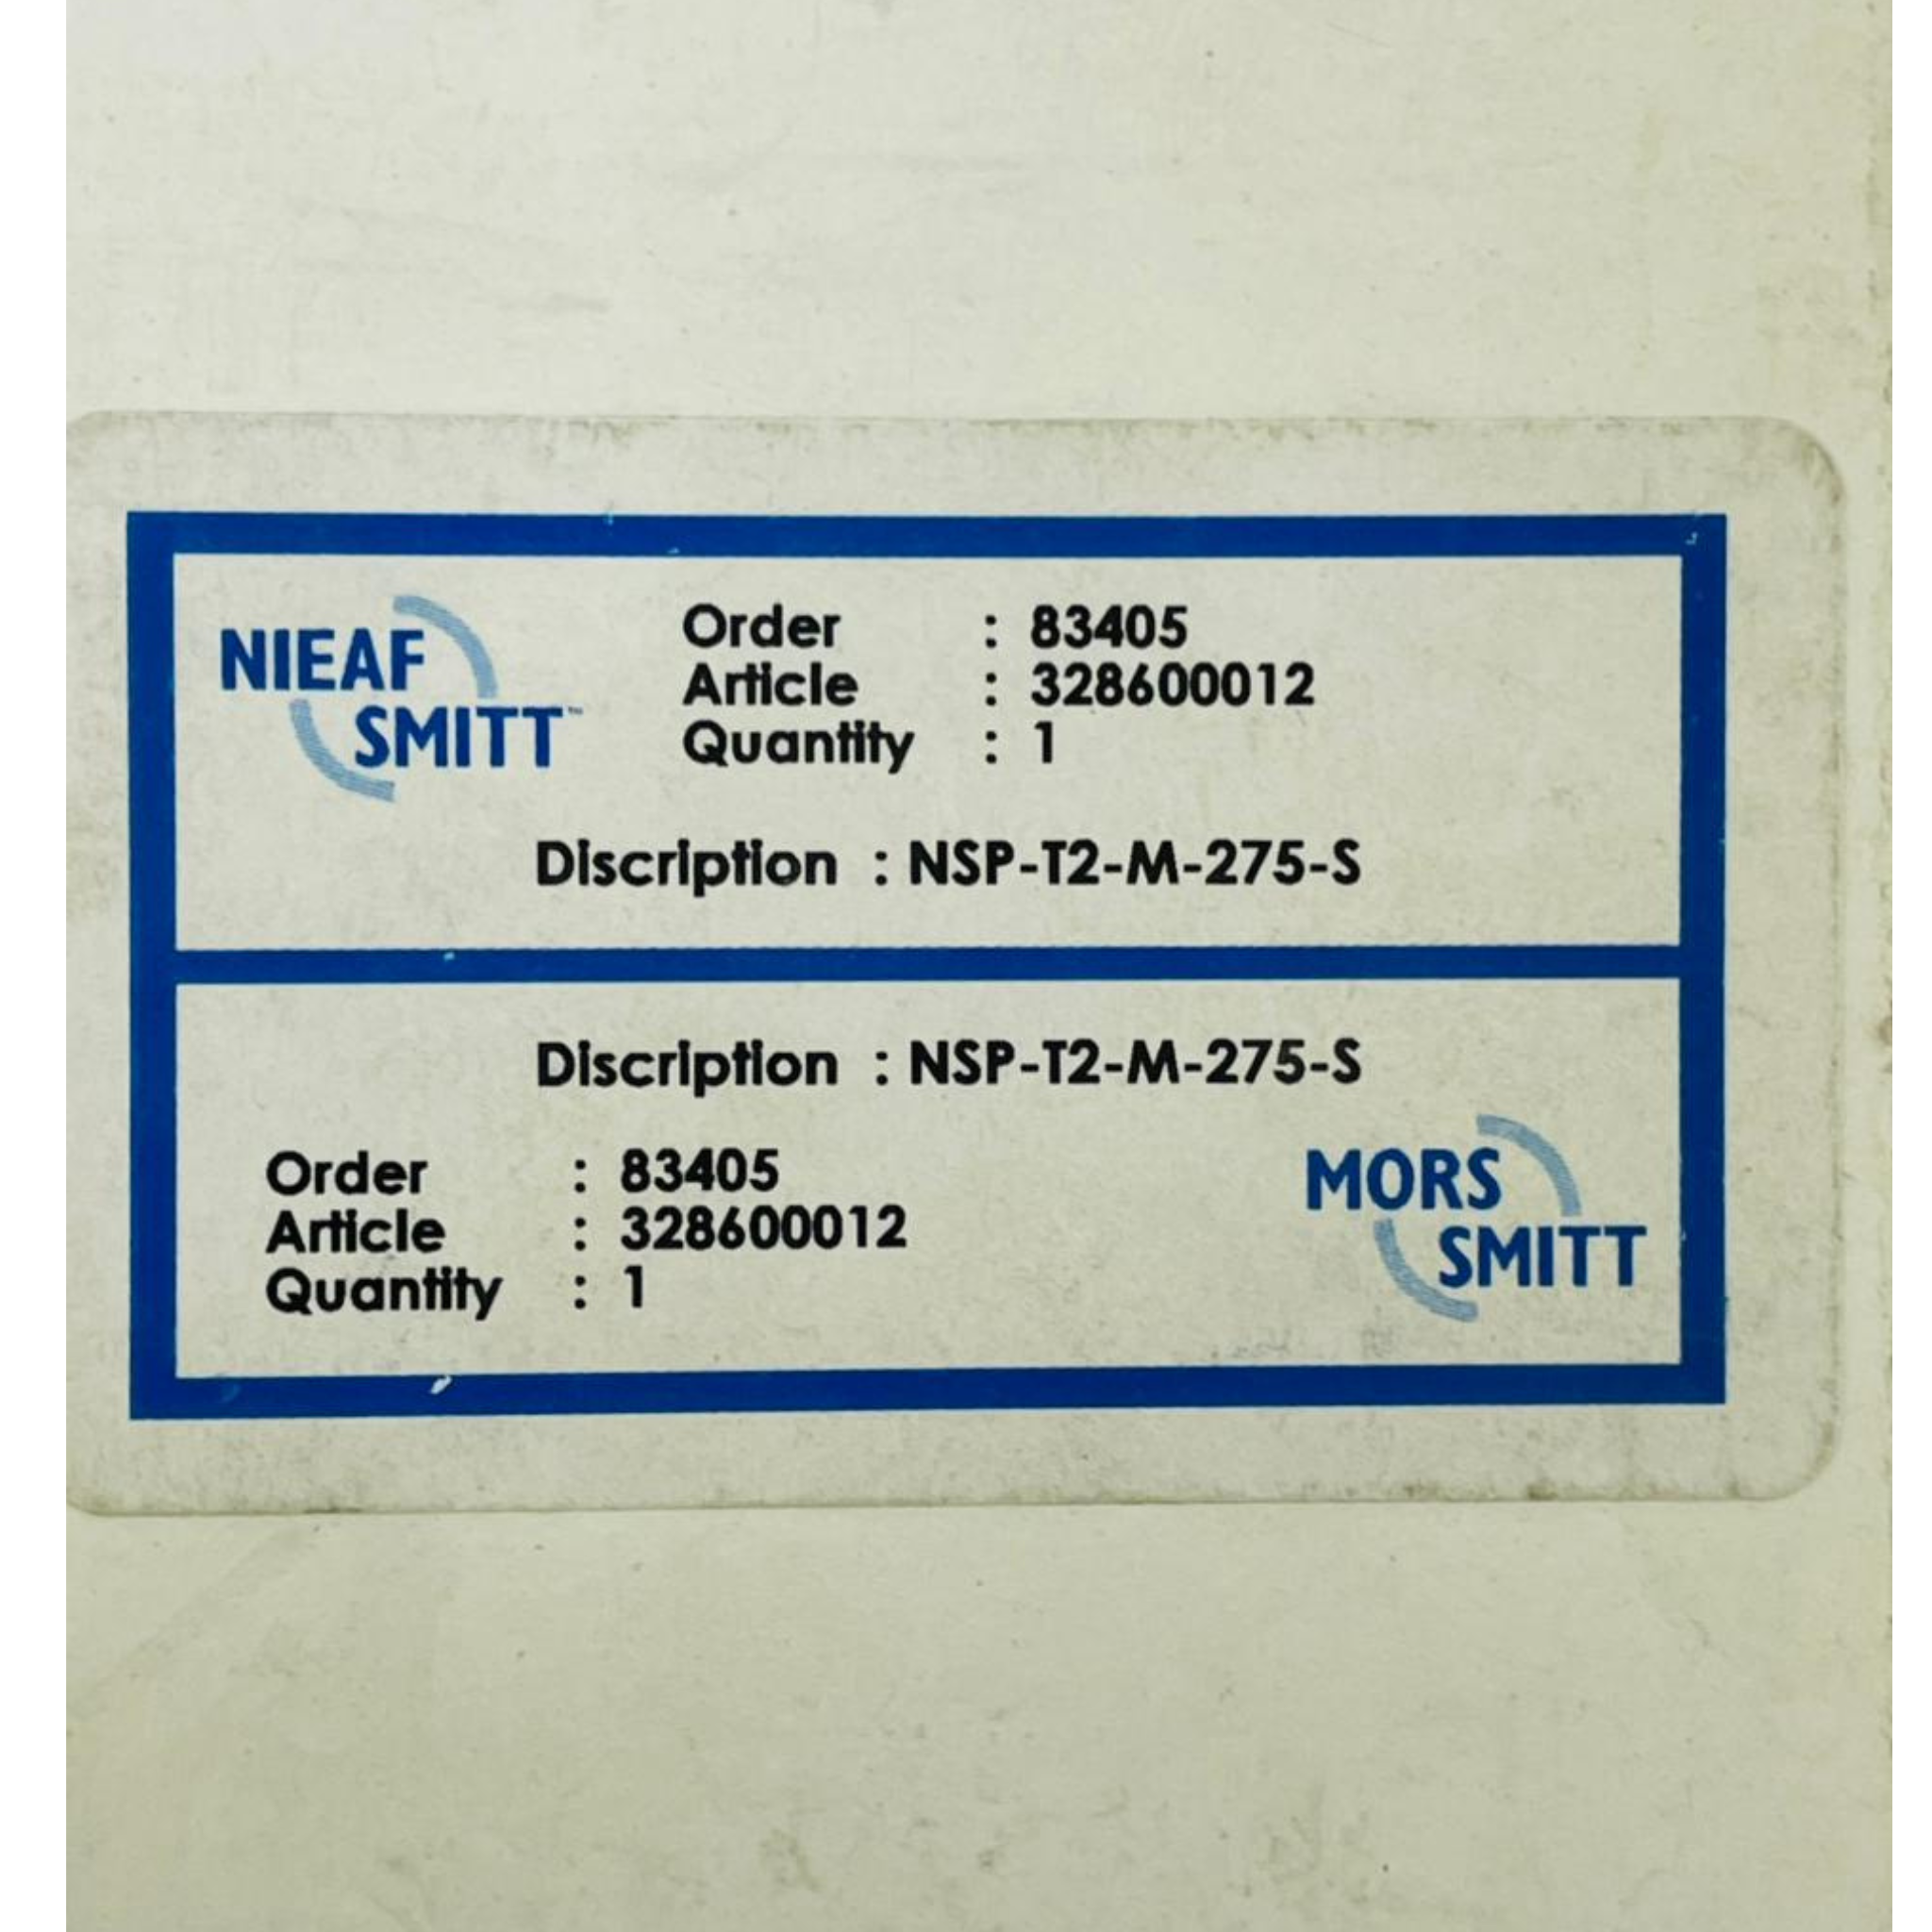 NIEAF
SMITT™
Order : 83405
Article : 328600012
Quantity : 1
Discription : NSP-T2-M-275-S
Discription : NSP-T2-M-275-S
Order : 83405
Article : 328600012
Quantity : 1
MORS
SMITT